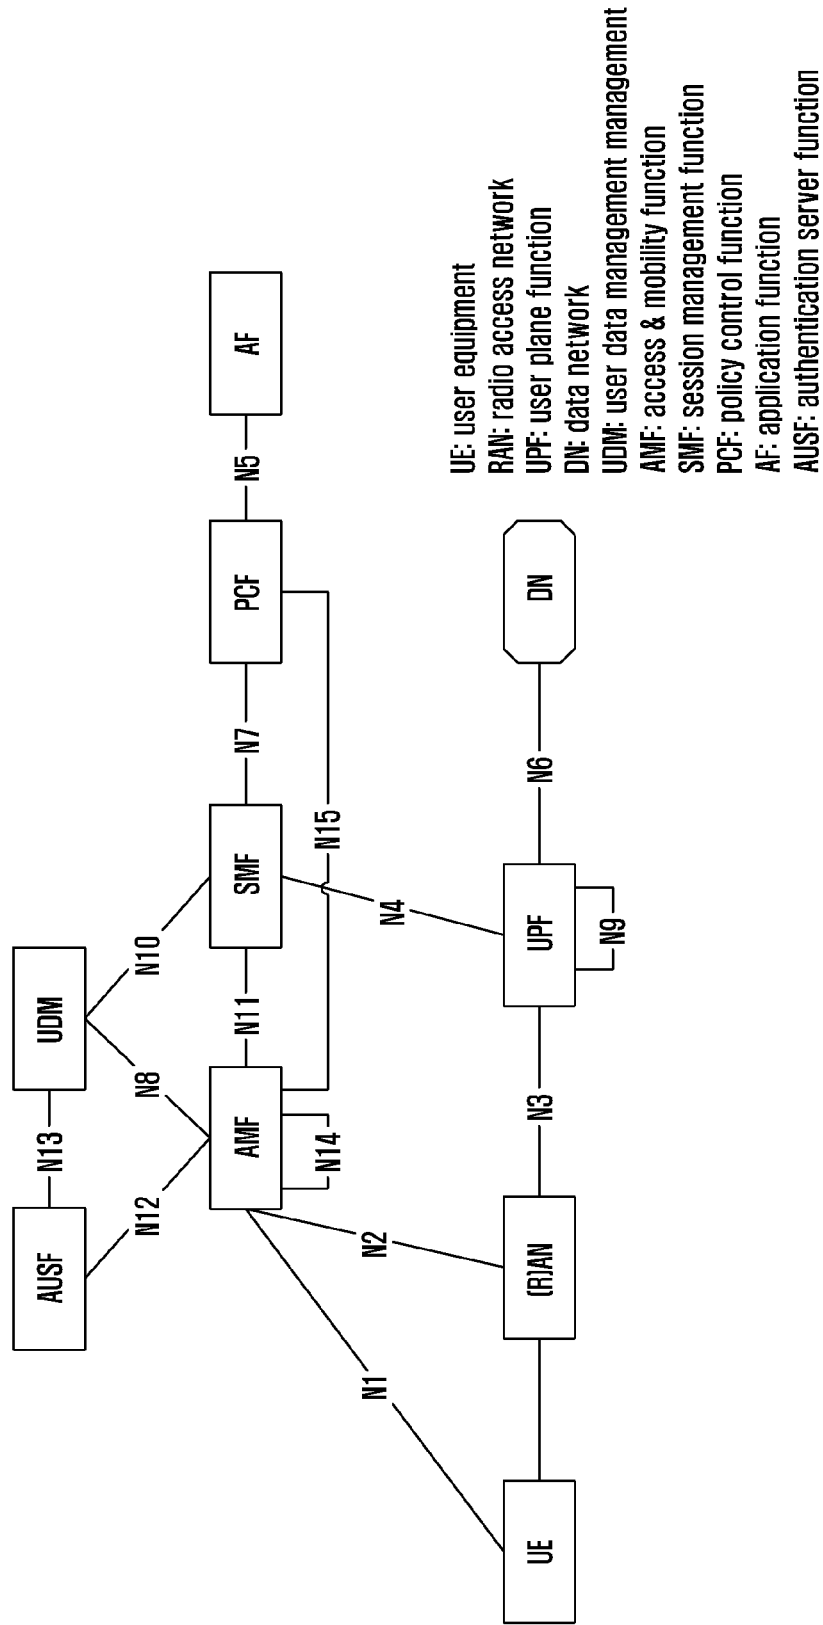 AUSF
N13
UDM
N12
N8
N10
AMF
N11
SMF
N7
PCF
N5
AF
N14
N15
N1
N2
N4
UE
(R)AN
N3
UPF
N6
DN
N9
UE: user equipment
RAN: radio access network
UPF: user plane function
DN: data network
UDM: user data management management
AMF: access & mobility function
SMF: session management function
PCF: policy control function
AF: application function
AUSF: authentication server function